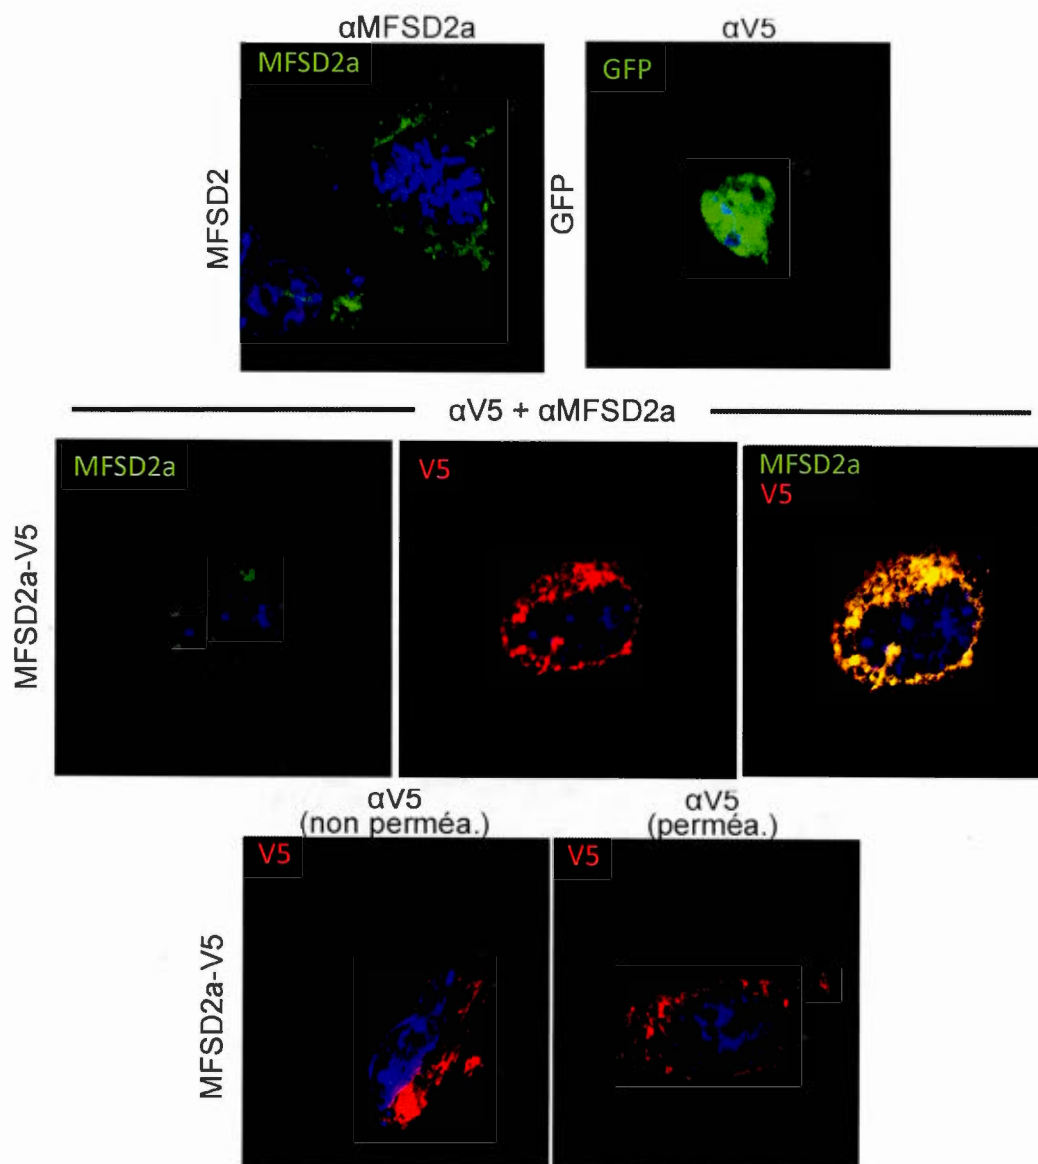 αMFSD2a
αV5
MFSD2a
GFP
MFSD2
GFP
αV5 + αMFSD2a
MFSD2a
V5
MFSD2a
V5
MFSD2a-V5
αV5
(non perméa.)
αV5
(perméa.)
V5
V5
MFSD2a-V5